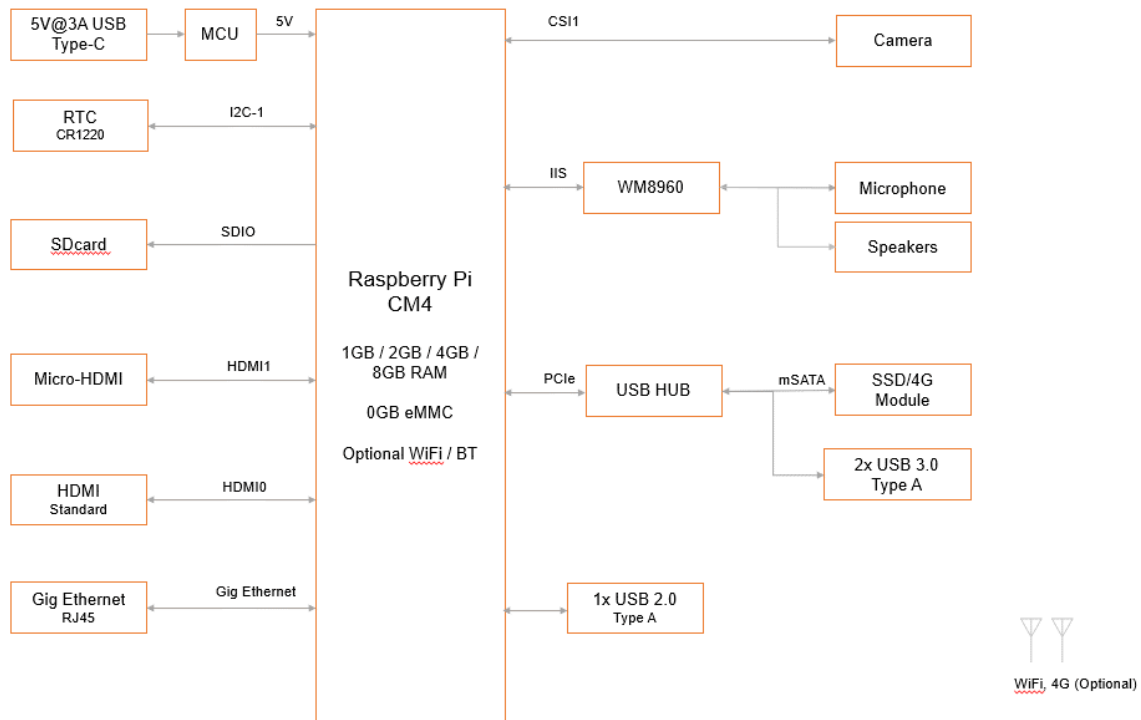 5V@3A USB
Type-C
MCU
5V
RTC
CR1220
I2C-1
SDcard
SDIO
Micro-HDMI
HDMI1
HDMI
Standard
HDMI0
Gig Ethernet
RJ45
Gig Ethernet
Raspberry Pi
CM4
1GB / 2GB / 4GB /
8GB RAM
0GB eMMC
Optional WiFi / BT
CSI1
Camera
IIS
WM8960
Microphone
Speakers
PCIe
USB HUB
mSATA
SSD/4G
Module
2x USB 3.0
Type A
1x USB 2.0
Type A
WiFi, 4G (Optional)